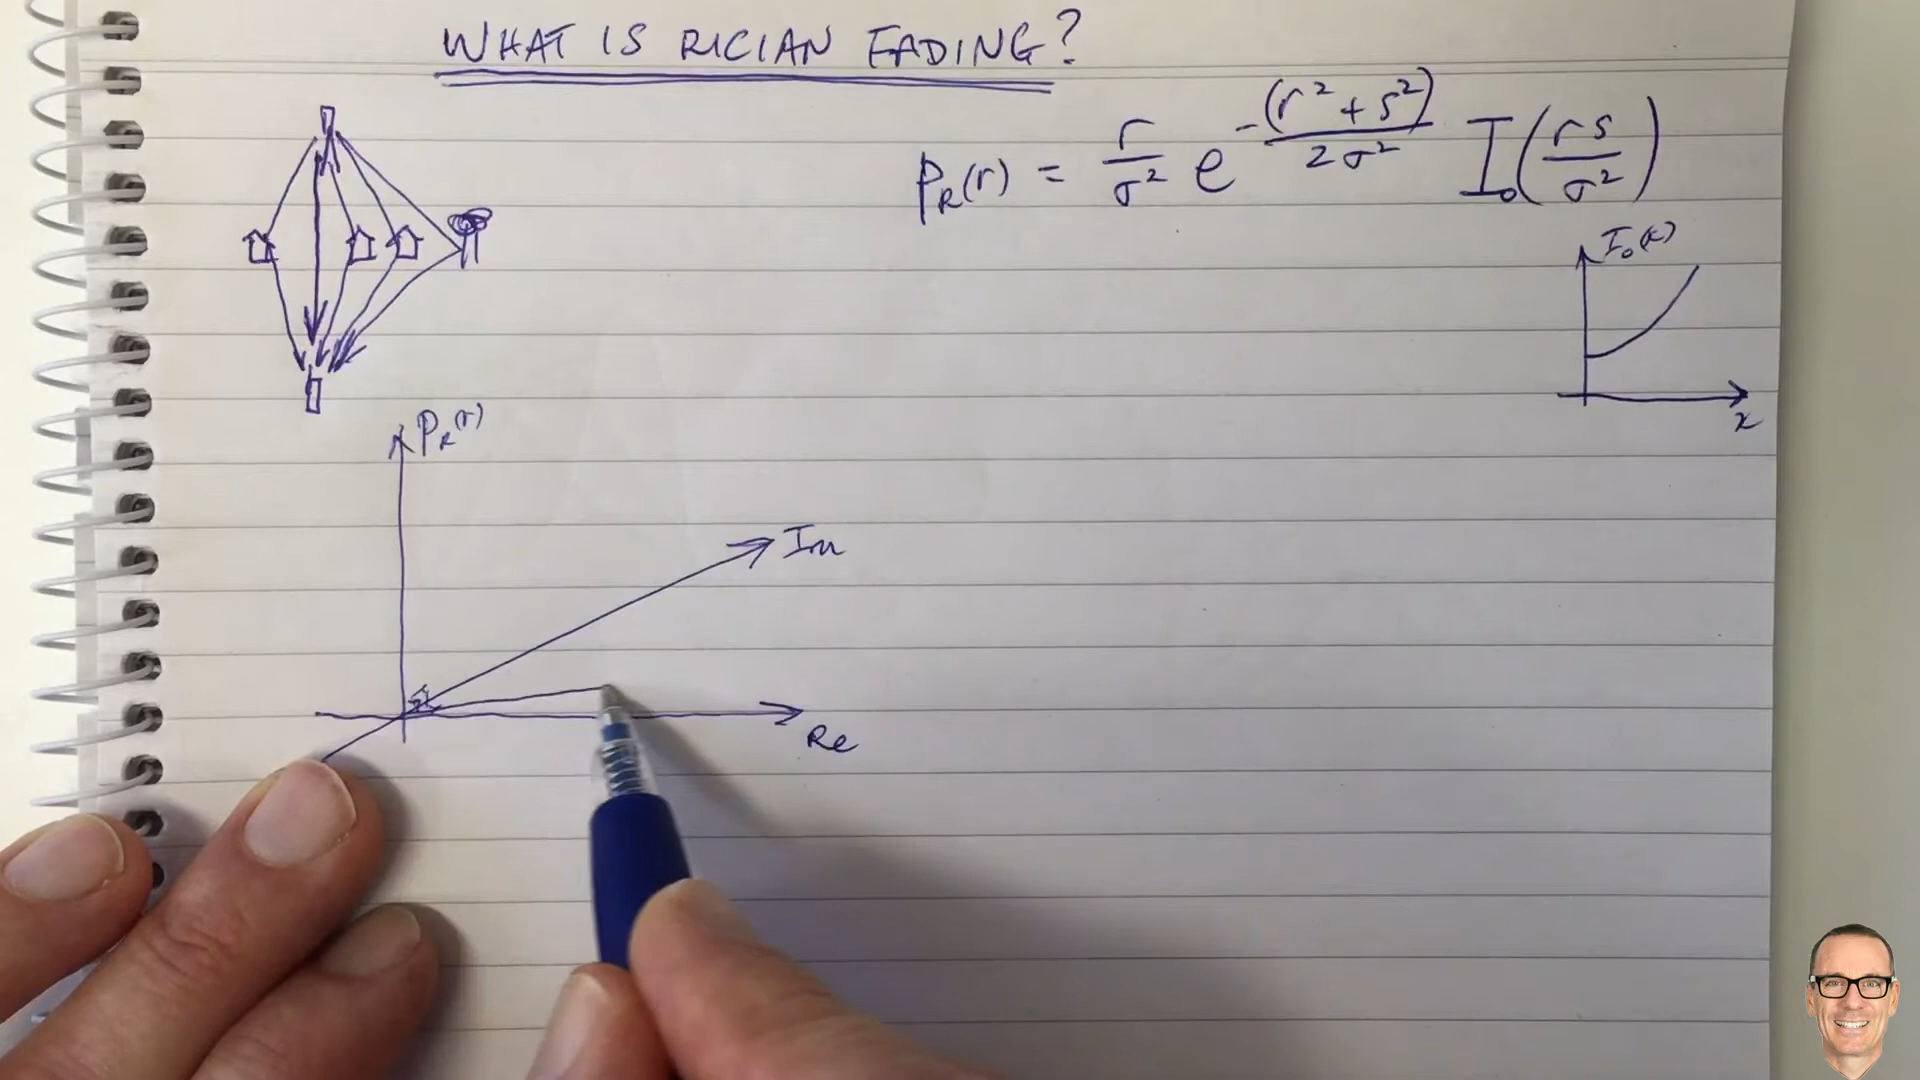 WHAT IS RICIAN FADING?
p_R(r) = r/σ² e^(-(r²+s²)/2σ²) I₀(rs/σ²)
I₀(x)
x
p_R(r)
Im
Re